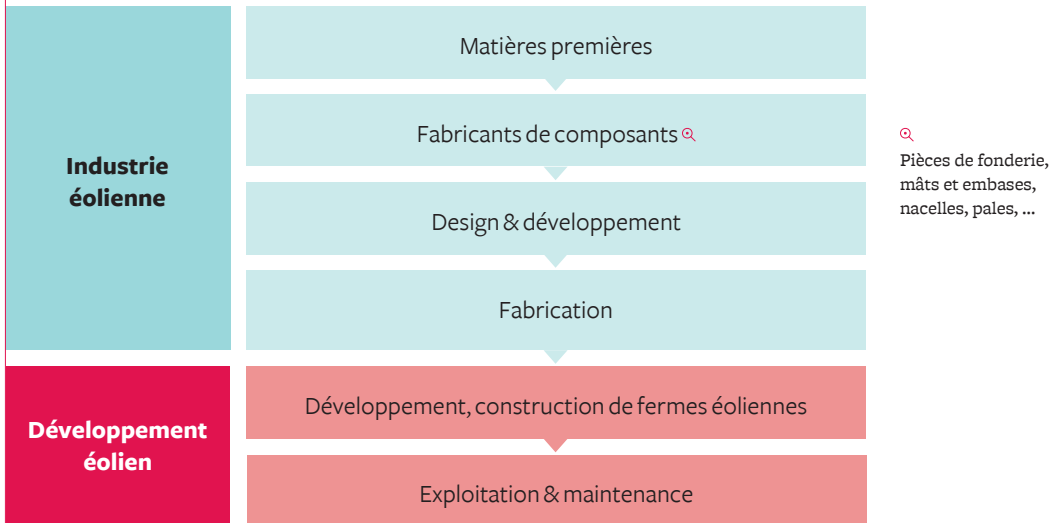 Industrie
éolienne
Matières premières
Fabricants de composants
Design & développement
Fabrication
Pièces de fonderie,
mâts et embases,
nacelles, pales, ...
Développement
éolien
Développement, construction de fermes éoliennes
Exploitation & maintenance